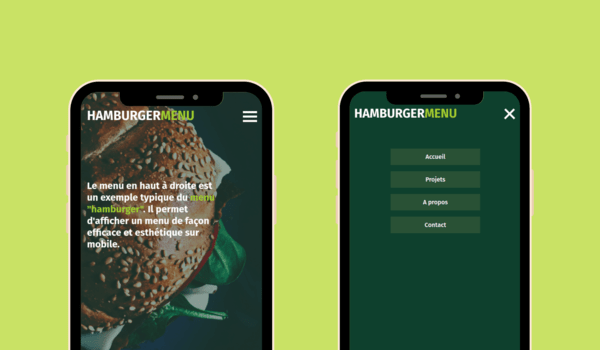 HAMBURGERMENU
Le menu en haut à droite est
un exemple typique du menu
"hamburger". Il permet
d'afficher un menu de façon
efficace et esthétique sur
mobile.
HAMBURGERMENU
Accueil
Projets
A propos
Contact